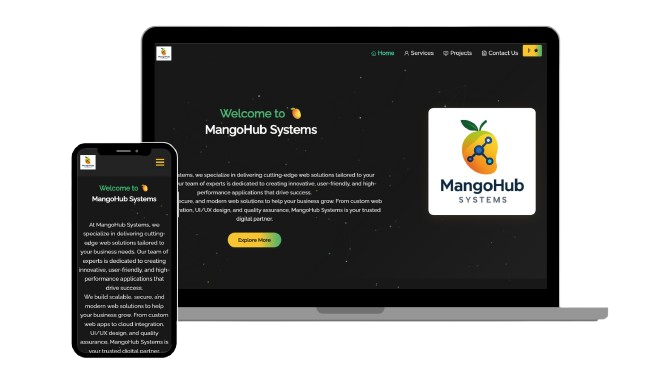 Home Services Projects Contact Us
Welcome to
MangoHub Systems
stems, we specialize in delivering cutting-edge web solutions tailored to your
ur team of experts is dedicated to creating innovative, user-friendly, and high-
performance applications that drive success.
ecure, and modern web solutions to help your business grow. From custom web
ation, UI/UX design, and quality assurance, MangoHub Systems is your trusted
digital partner.
Explore More
MangoHub
SYSTEMS
Welcome to
MangoHub Systems
At MangoHub Systems, we
specialize in delivering cutting-
edge web solutions tailored to
your business needs. Our team of
experts is dedicated to creating
innovative, user-friendly, and high-
performance applications that
drive success.
We build scalable, secure, and
modern web solutions to help
your business grow. From custom
web apps to cloud integration,
UI/UX design, and quality
assurance, MangoHub Systems is
your trusted digital partner.